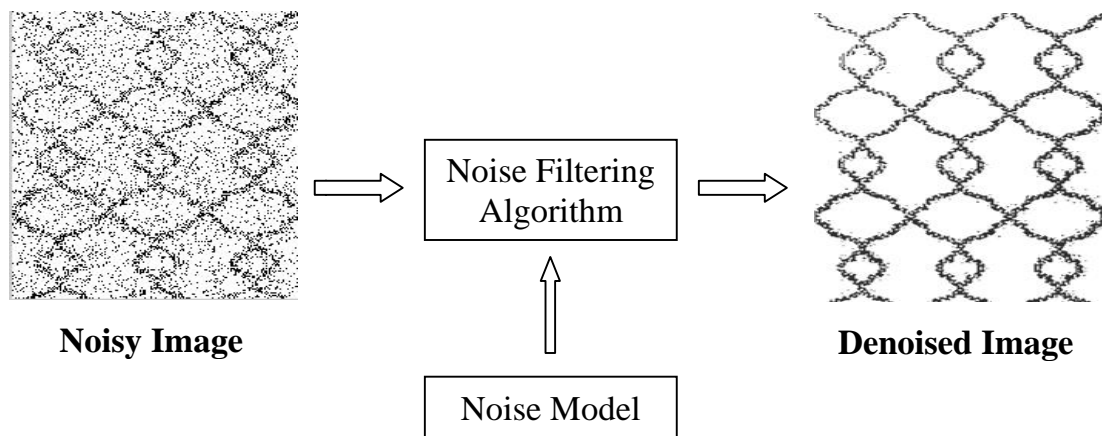 Noise Filtering
Algorithm
Noisy Image
Denoised Image
Noise Model